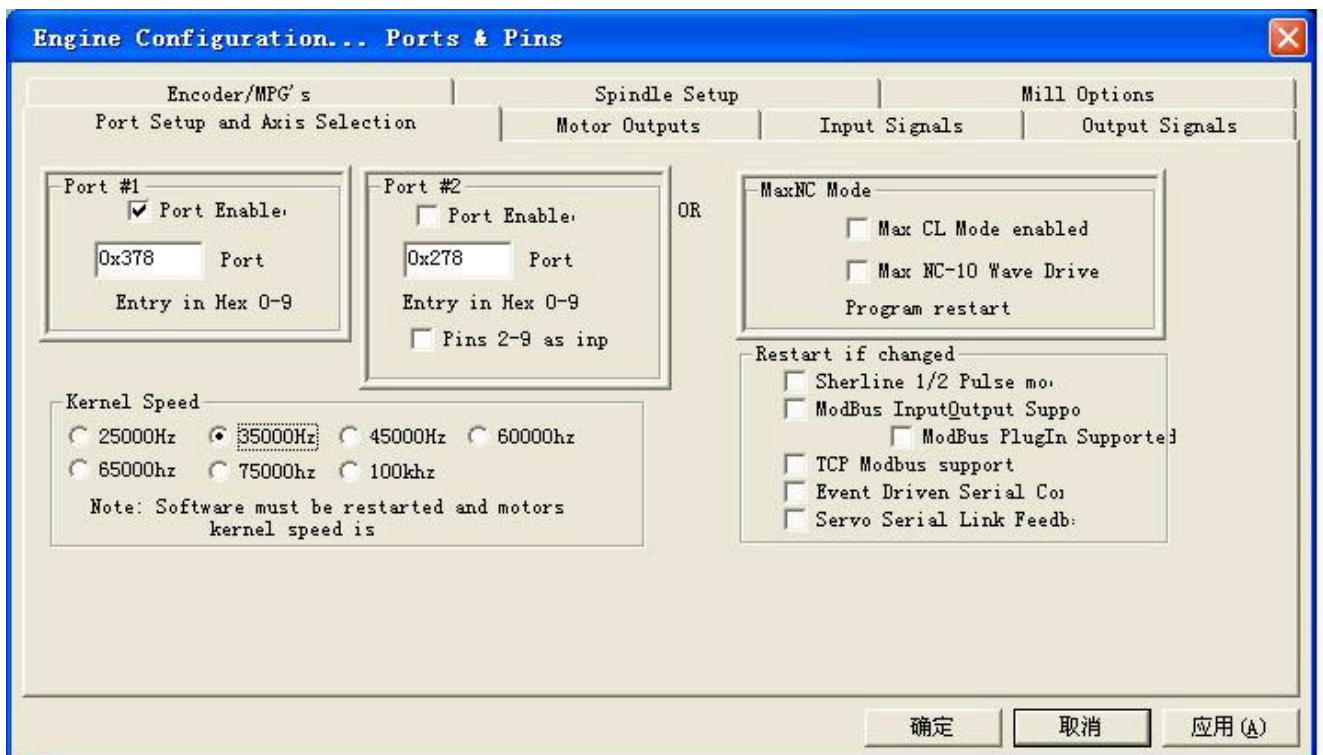 Engine Configuration... Ports & Pins
Encoder/MPG's
Spindle Setup
Mill Options
Port Setup and Axis Selection
Motor Outputs
Input Signals
Output Signals
Port #1
Port Enable
0x378 Port
Entry in Hex 0-9
Port #2
Port Enable
0x278 Port
Entry in Hex 0-9
Pins 2-9 as inp
OR
MaxNC Mode
Max CL Mode enabled
Max NC-10 Wave Drive
Program restart
Restart if changed
Sherline 1/2 Pulse mo
ModBus InputOutput Suppo
ModBus PlugIn Supported
TCP Modbus support
Event Driven Serial Co
Servo Serial Link Feedb
Kernel Speed
25000Hz 35000Hz 45000Hz 60000hz
65000hz 75000hz 100khz
Note: Software must be restarted and motors
kernel speed is
确定 取消 应用(A)